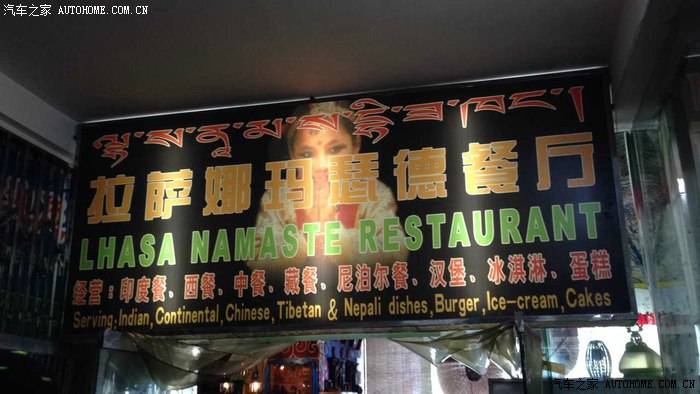 汽车之家 AUTOHOME.COM.CN
ལྷ་ས་ནཱ་མ་སྟེ་ཟ་ཁང་།
拉萨娜玛瑟德餐厅
LHASA NAMASTE RESTAURANT
经营：印度餐、西餐、中餐、藏餐、尼泊尔餐、汉堡、冰淇淋、蛋糕
Serving,Indian,Continental,Chinese,Tibetan & Nepali dishes,Burger,Ice-cream,Cakes
汽车之家 AUTOHOME.COM.CN